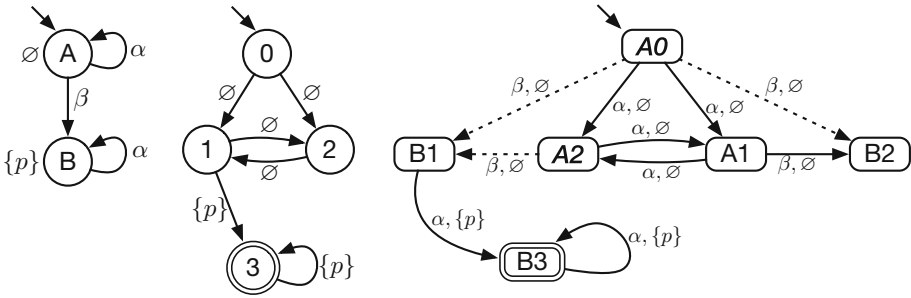 ∅ A α
β
{p} B α
0
∅ ∅
1 ∅ 2
∅
{p}
3 {p}
A0
β, ∅ α, ∅ α, ∅ β, ∅
B1 β, ∅ A2 α, ∅ α, ∅ A1 β, ∅ B2
α, {p}
B3 α, {p}